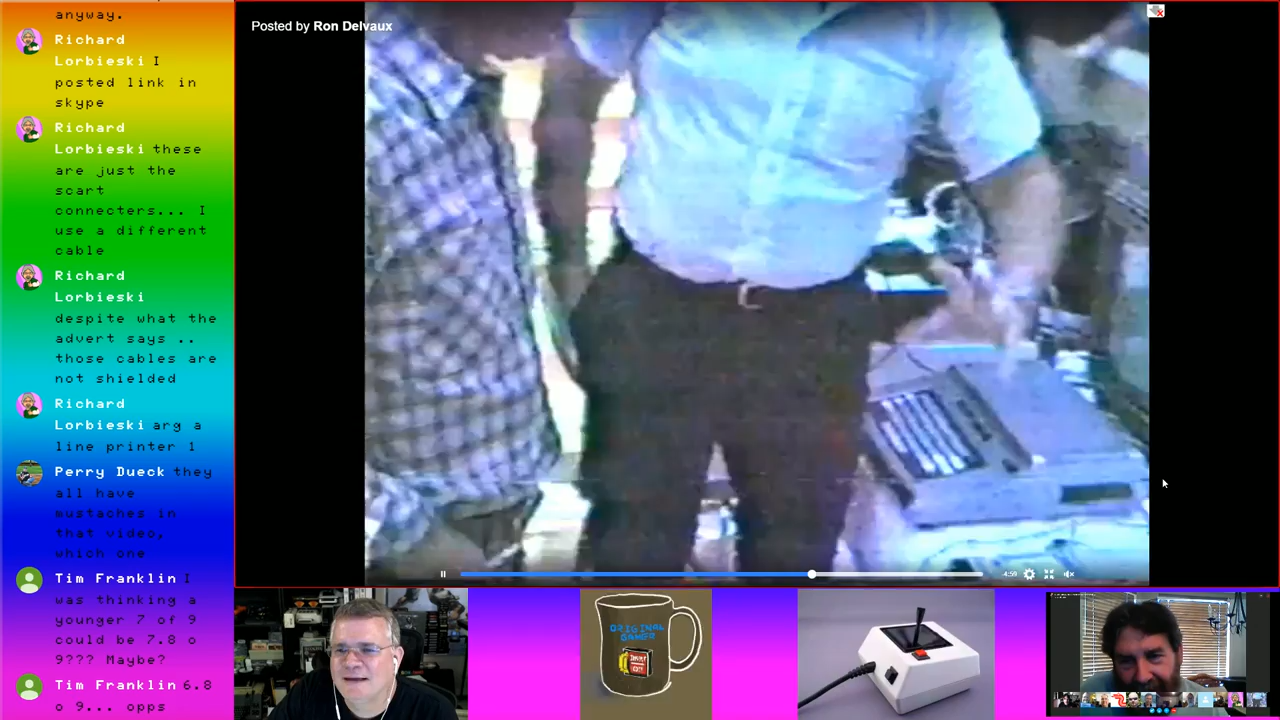 anyway.
Richard
Lorbieski I
posted link in
skype
Richard
Lorbieski these
are just the
scart
connecters... I
use a different
cable
Richard
Lorbieski
despite what the
advert says ..
those cables are
not shielded
Richard
Lorbieski arg a
line printer 1
Perry Dueck they
all have
mustaches in
that video,
which one
Tim Franklin I
was thinking a
younger 7 of 9
could be 7.8 o
9??? Maybe?
Tim Franklin 6.8
o 9... opps
Posted by Ron Delvaux
-4:59
ORIGINAL
GAMER
INSERT